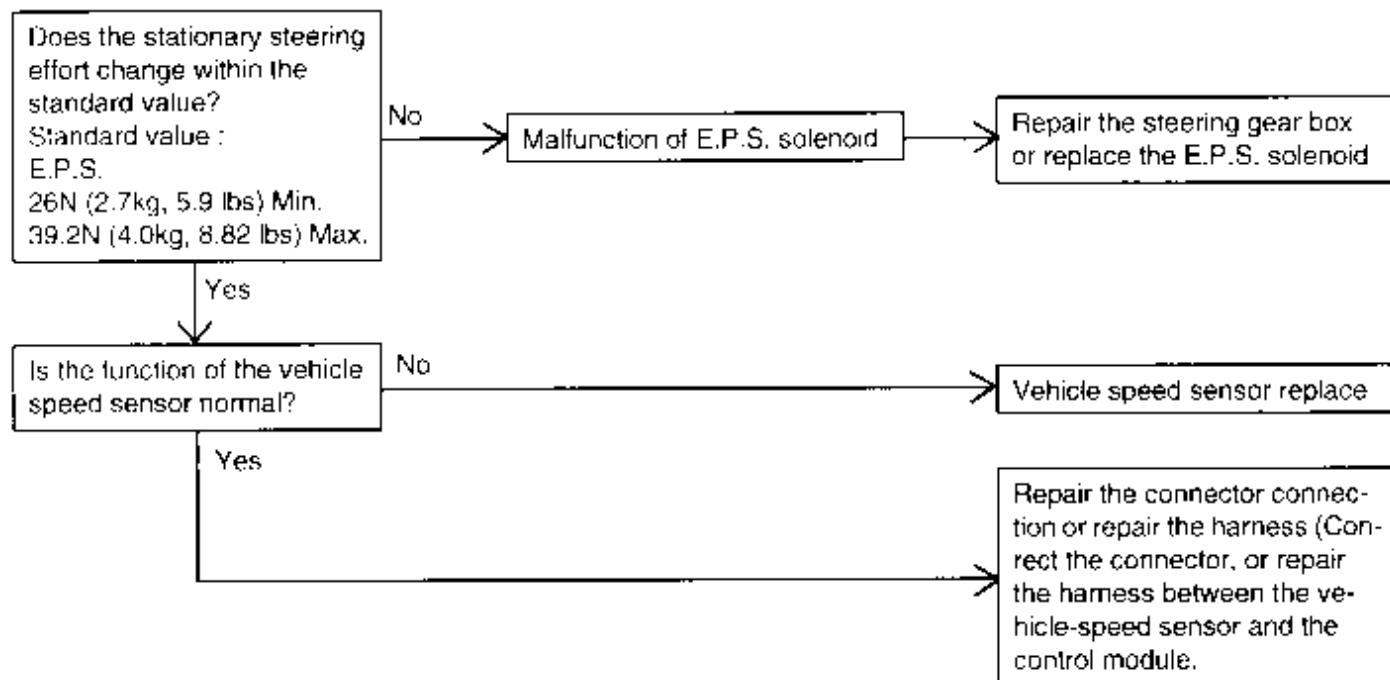 Does the stationary steering
effort change within the
standard value?
Standard value :
E.P.S.
26N (2.7kg, 5.9 lbs) Min.
39.2N (4.0kg, 8.82 lbs) Max.
No
Malfunction of E.P.S. solenoid
Repair the steering gear box
or replace the E.P.S. solenoid
Yes
Is the function of the vehicle
speed sensor normal?
No
Vehicle speed sensor replace
Yes
Repair the connector connec-
tion or repair the harness (Con-
rect the connector, or repair
the harness between the ve-
hicle-speed sensor and the
control module.